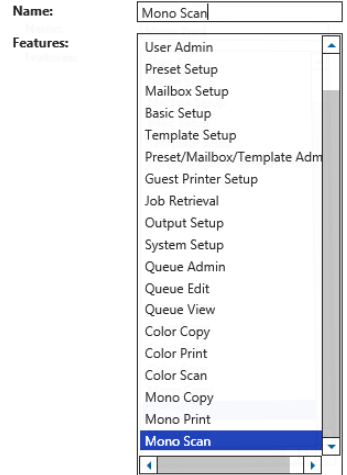 Name: Mono Scan
Features:
User Admin
Preset Setup
Mailbox Setup
Basic Setup
Template Setup
Preset/Mailbox/Template Adm
Guest Printer Setup
Job Retrieval
Output Setup
System Setup
Queue Admin
Queue Edit
Queue View
Color Copy
Color Print
Color Scan
Mono Copy
Mono Print
Mono Scan